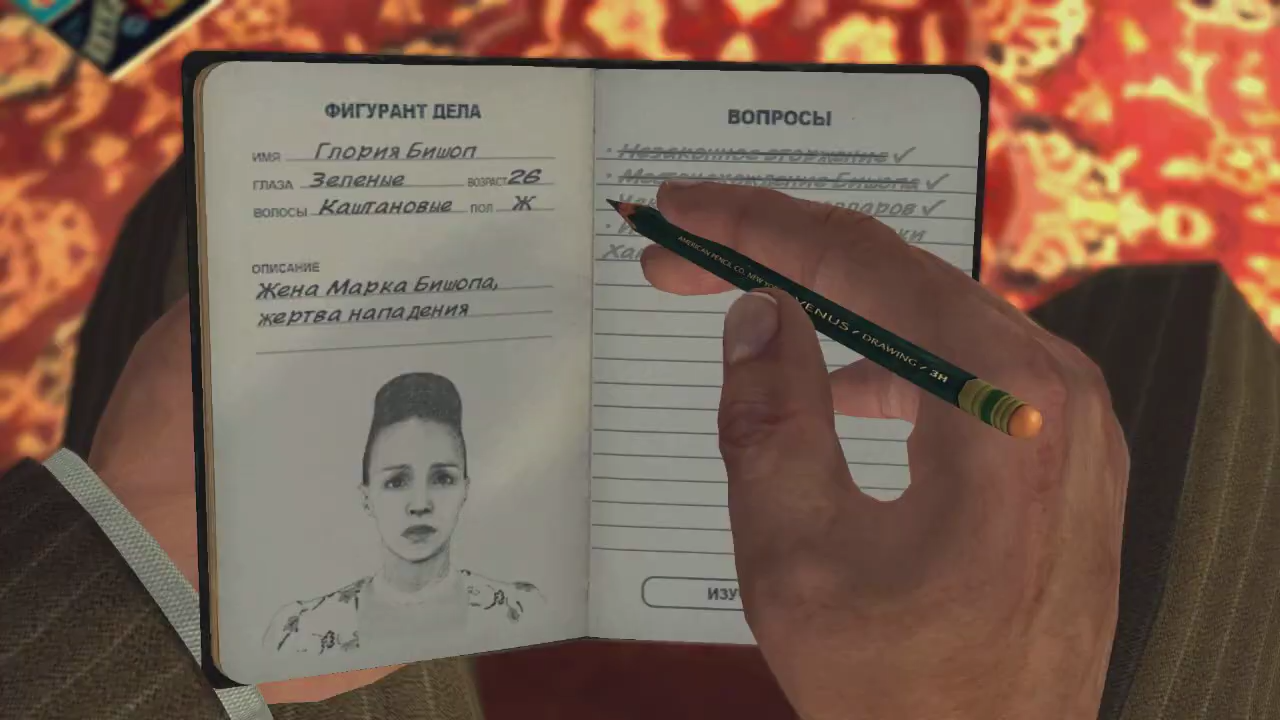 ФИГУРАНТ ДЕЛА
ИМЯ Глория Бишоп
ГЛАЗА Зеленые ВОЗРАСТ 26
ВОЛОСЫ Каштановые ПОЛ Ж
ОПИСАНИЕ
Жена Марка Бишопа,
жертва нападения
ВОПРОСЫ
· Незаконное вторжение ✓
· Местонахождение Бишопа ✓
AMERICAN PENCIL CO. NEW YORK VENUS / DRAWING / 3H